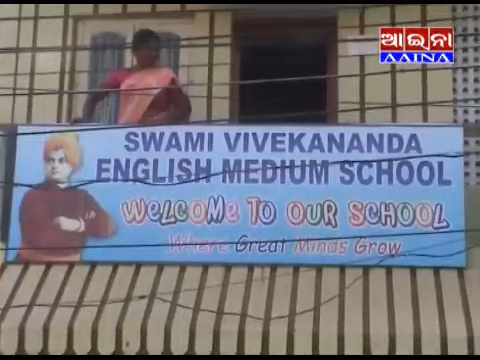 ଆଇନା
AAINA
SWAMI VIVEKANANDA
ENGLISH MEDIUM SCHOOL
WELCOME TO OUR SCHOOL
Where Great Minds Grow